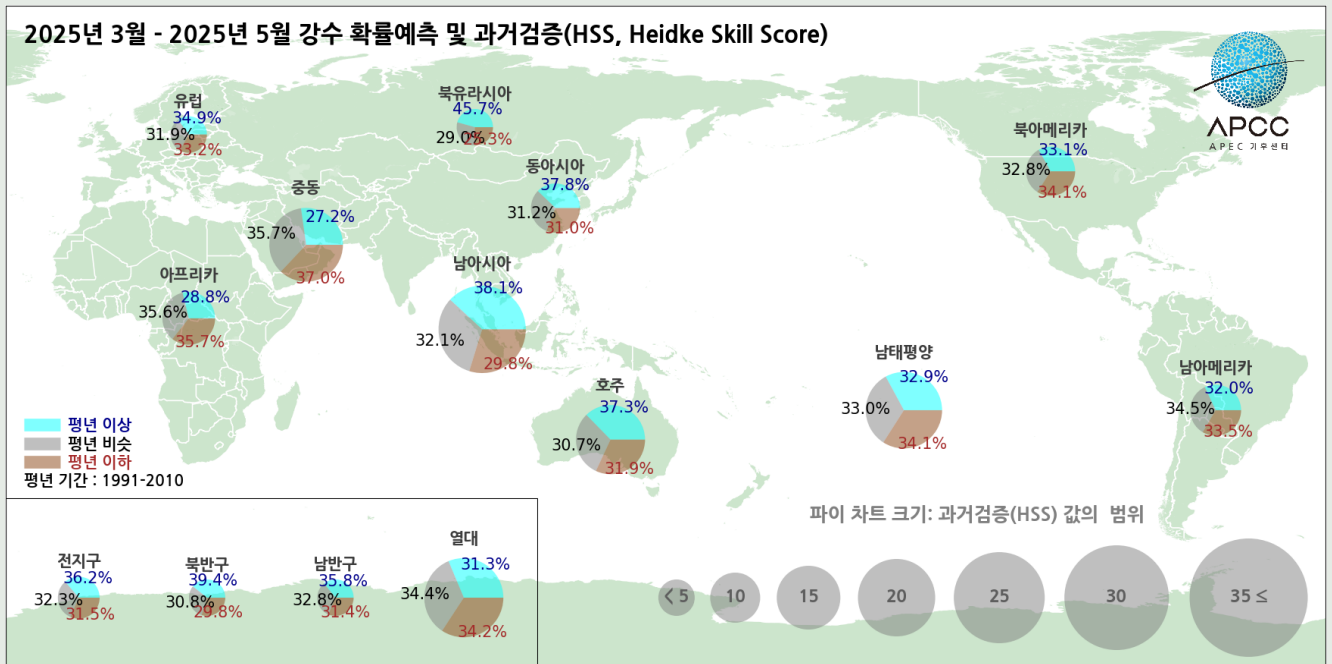 2025년 3월 - 2025년 5월 강수 확률예측 및 과거검증(HSS, Heidke Skill Score)
APCC
APEC 기후센터
유럽
34.9%
31.9%
33.2%
북유라시아
45.7%
29.0%
동아시아
37.8%
31.2%
31.0%
북아메리카
33.1%
32.8%
34.1%
중동
27.2%
35.7%
37.0%
아프리카
28.8%
35.6%
35.7%
남아시아
38.1%
32.1%
29.8%
호주
37.3%
30.7%
31.9%
남태평양
32.9%
33.0%
34.1%
남아메리카
32.0%
34.5%
33.5%
평년 이상
평년 비슷
평년 이하
평년 기간 : 1991-2010
전지구
36.2%
32.3%
31.5%
북반구
39.4%
30.8%
29.8%
남반구
35.8%
32.8%
31.4%
열대
31.3%
34.4%
34.2%
파이 차트 크기: 과거검증(HSS) 값의 범위
< 5
10
15
20
25
30
35 ≤